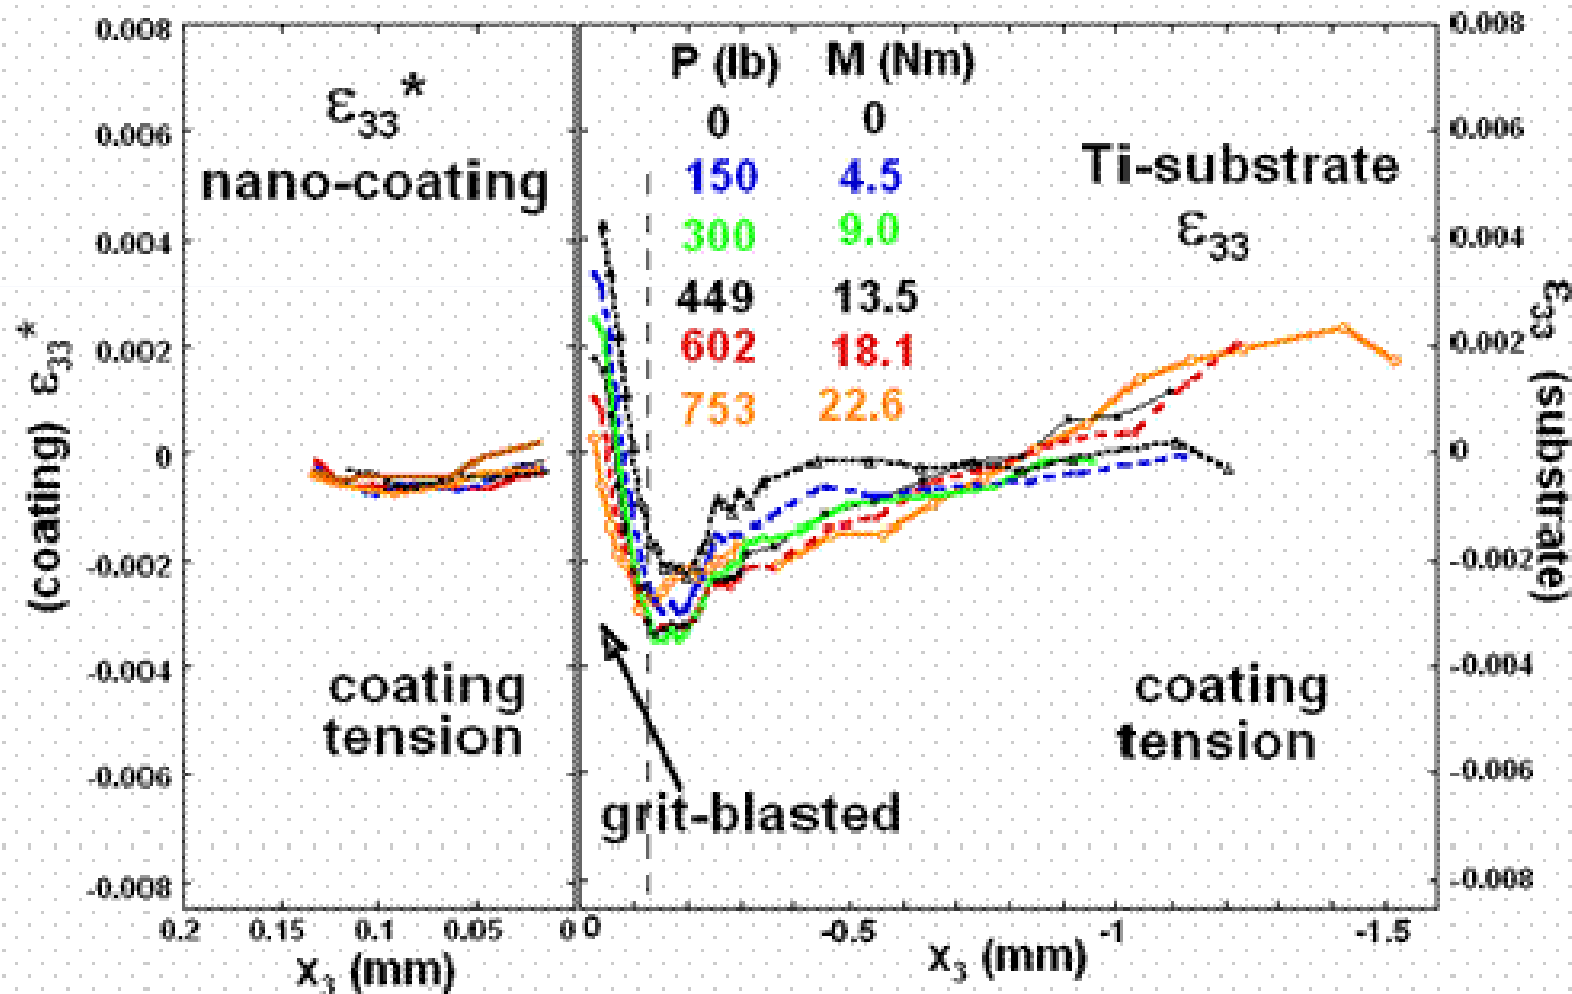 0.008
0.006
0.004
0.002
0
-0.002
-0.004
-0.006
-0.008
(coating) ε33*
ε33*
nano-coating
coating
tension
0.2 0.15 0.1 0.05 0
x3 (mm)
P (lb) M (Nm)
0 0
150 4.5
300 9.0
449 13.5
602 18.1
753 22.6
Ti-substrate
ε33
grit-blasted
coating
tension
0 -0.5 -1 -1.5
x3 (mm)
0.008
0.006
0.004
0.002
0
-0.002
-0.004
-0.006
-0.008
ε33 (substrate)